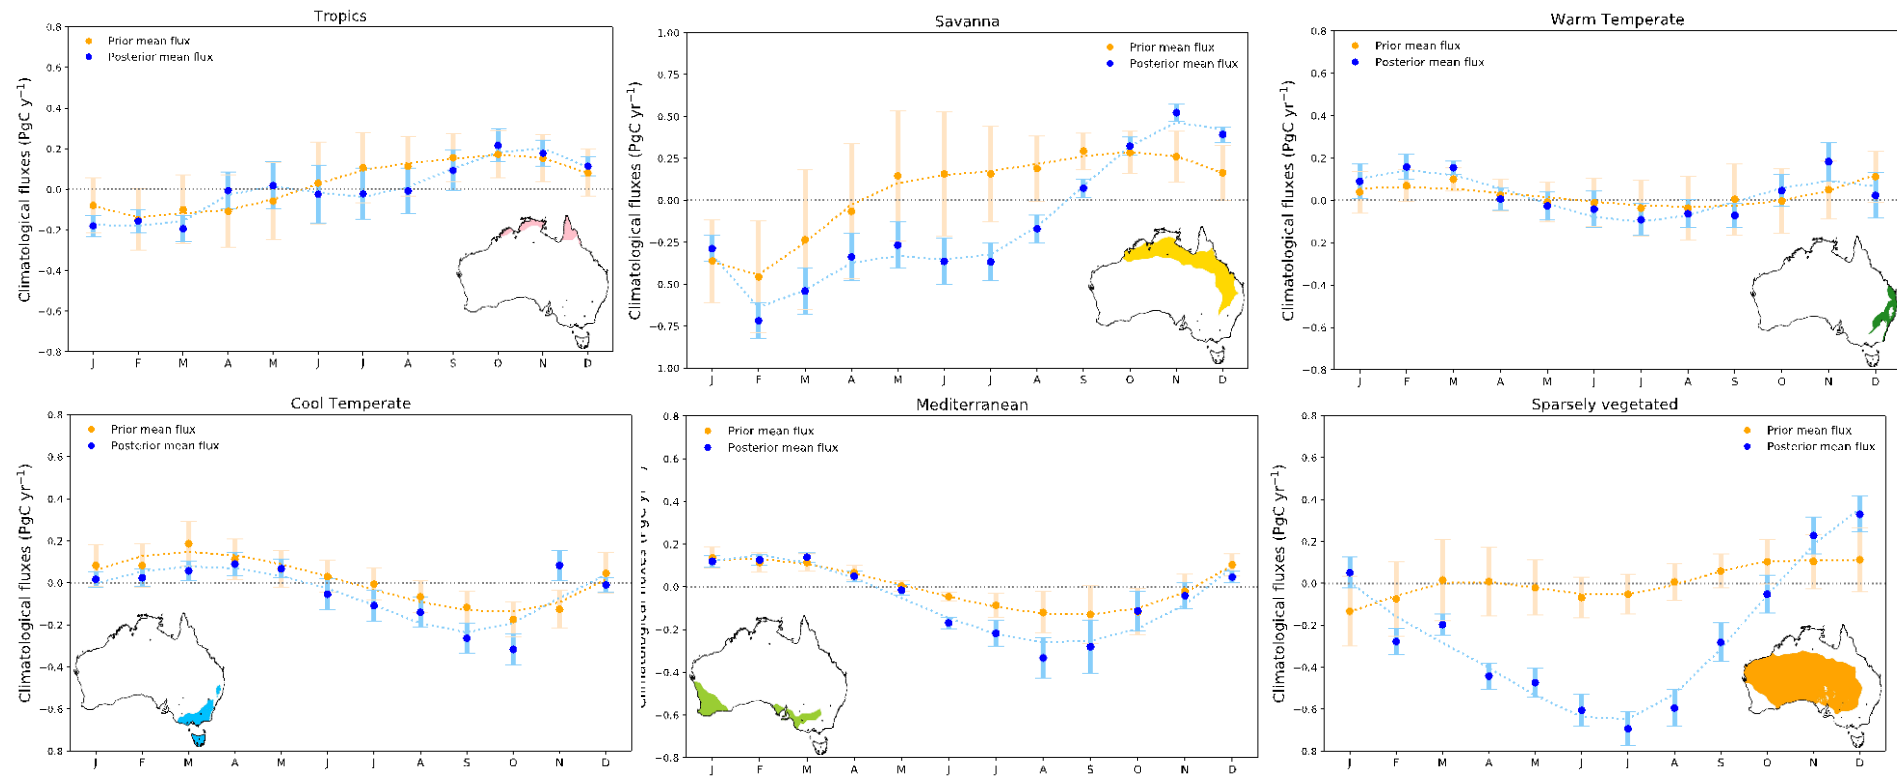 Tropics
Climatological fluxes (PgC y⁻¹)
Prior mean flux
Posterior mean flux
0.8
0.6
0.4
0.2
0.0
−0.2
−0.4
−0.6
−0.8
J F M A M J J A S O N D
Savanna
Climatological fluxes (PgC yr⁻¹)
Prior mean flux
Posterior mean flux
1.00
0.75
0.50
0.25
0.00
−0.25
0.50
−0.75
1.00
J F M A M J J A S O N D
Warm Temperate
Climatological fluxes (PgC yr⁻¹)
Prior mean flux
Posterior mean flux
0.8
0.6
0.4
0.2
0.0
0.2
−0.4
−0.6
−0.8
J F M A M J J A S O N D
Cool Temperate
Climatological fluxes (PgC yr⁻¹)
Prior mean flux
Posterior mean flux
0.8
0.6
0.4
0.2
0.0
−0.2
−0.4
−0.6
0.8
J F M A M J J A S O N D
Mediterranean
Prior mean flux
Posterior mean flux
0.8
0.6
0.4
0.2
0.0
−0.2
−0.4
−0.6
−0.8
J F M A M J J A S O N D
Sparsely vegetated
Climatological fluxes (PgC yr⁻¹)
Prior mean flux
Posterior mean flux
0.8
0.6
0.4
0.2
0.0
−0.2
−0.4
−0.6
0.8
J F M A M J J A S O N D